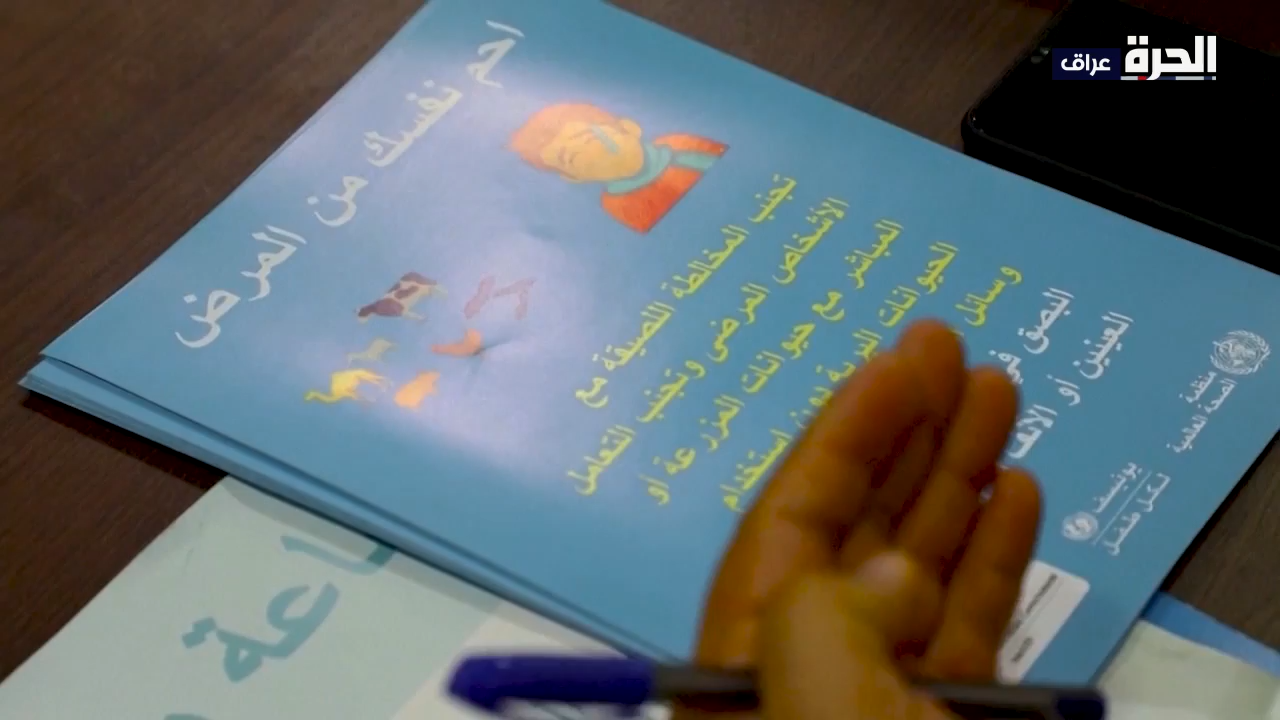 الحرة
عراق
احم نفسك من المرض
تجنب المخالطة اللصيقة مع
الأشخاص المرضى وتجنب التعامل
المباشر مع حيوانات المزرعة أو
الحيوانات البرية بدون استخدام
وسائل
البصق في
العينين أو الأنف
منظمة
الصحة العالمية
يونيسف
لكل طفل